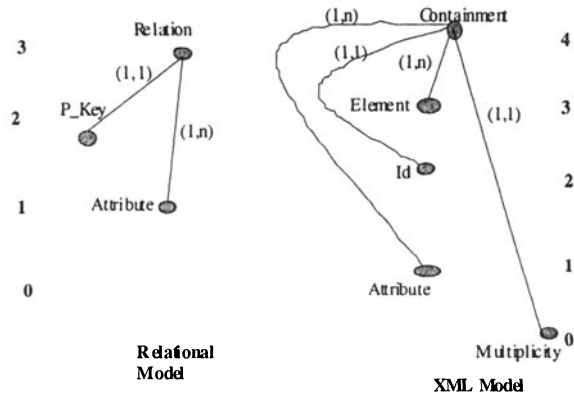 3
Relation
(1,1)
2
P_Key
(1,n)
1
Attribute
0
Relational
Model
(1,n)
Containment
4
(1,1)
(1,n)
Element
(1,1)
3
Id
2
1
Attribute
0
Multiplicity
XML Model